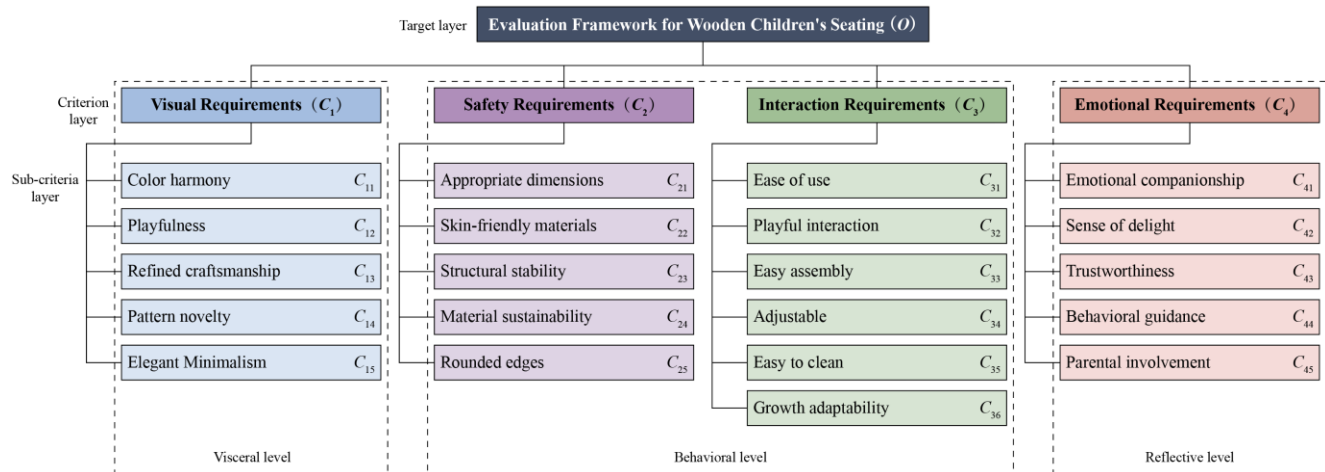 Target layer
Evaluation Framework for Wooden Children's Seating (O)
Criterion
layer
Visual Requirements (C₁)
Safety Requirements (C₂)
Interaction Requirements (C₃)
Emotional Requirements (C₄)
Sub-criteria
layer
Color harmony C₁₁
Playfulness C₁₂
Refined craftsmanship C₁₃
Pattern novelty C₁₄
Elegant Minimalism C₁₅
Appropriate dimensions C₂₁
Skin-friendly materials C₂₂
Structural stability C₂₃
Material sustainability C₂₄
Rounded edges C₂₅
Ease of use C₃₁
Playful interaction C₃₂
Easy assembly C₃₃
Adjustable C₃₄
Easy to clean C₃₅
Growth adaptability C₃₆
Emotional companionship C₄₁
Sense of delight C₄₂
Trustworthiness C₄₃
Behavioral guidance C₄₄
Parental involvement C₄₅
Visceral level
Behavioral level
Reflective level